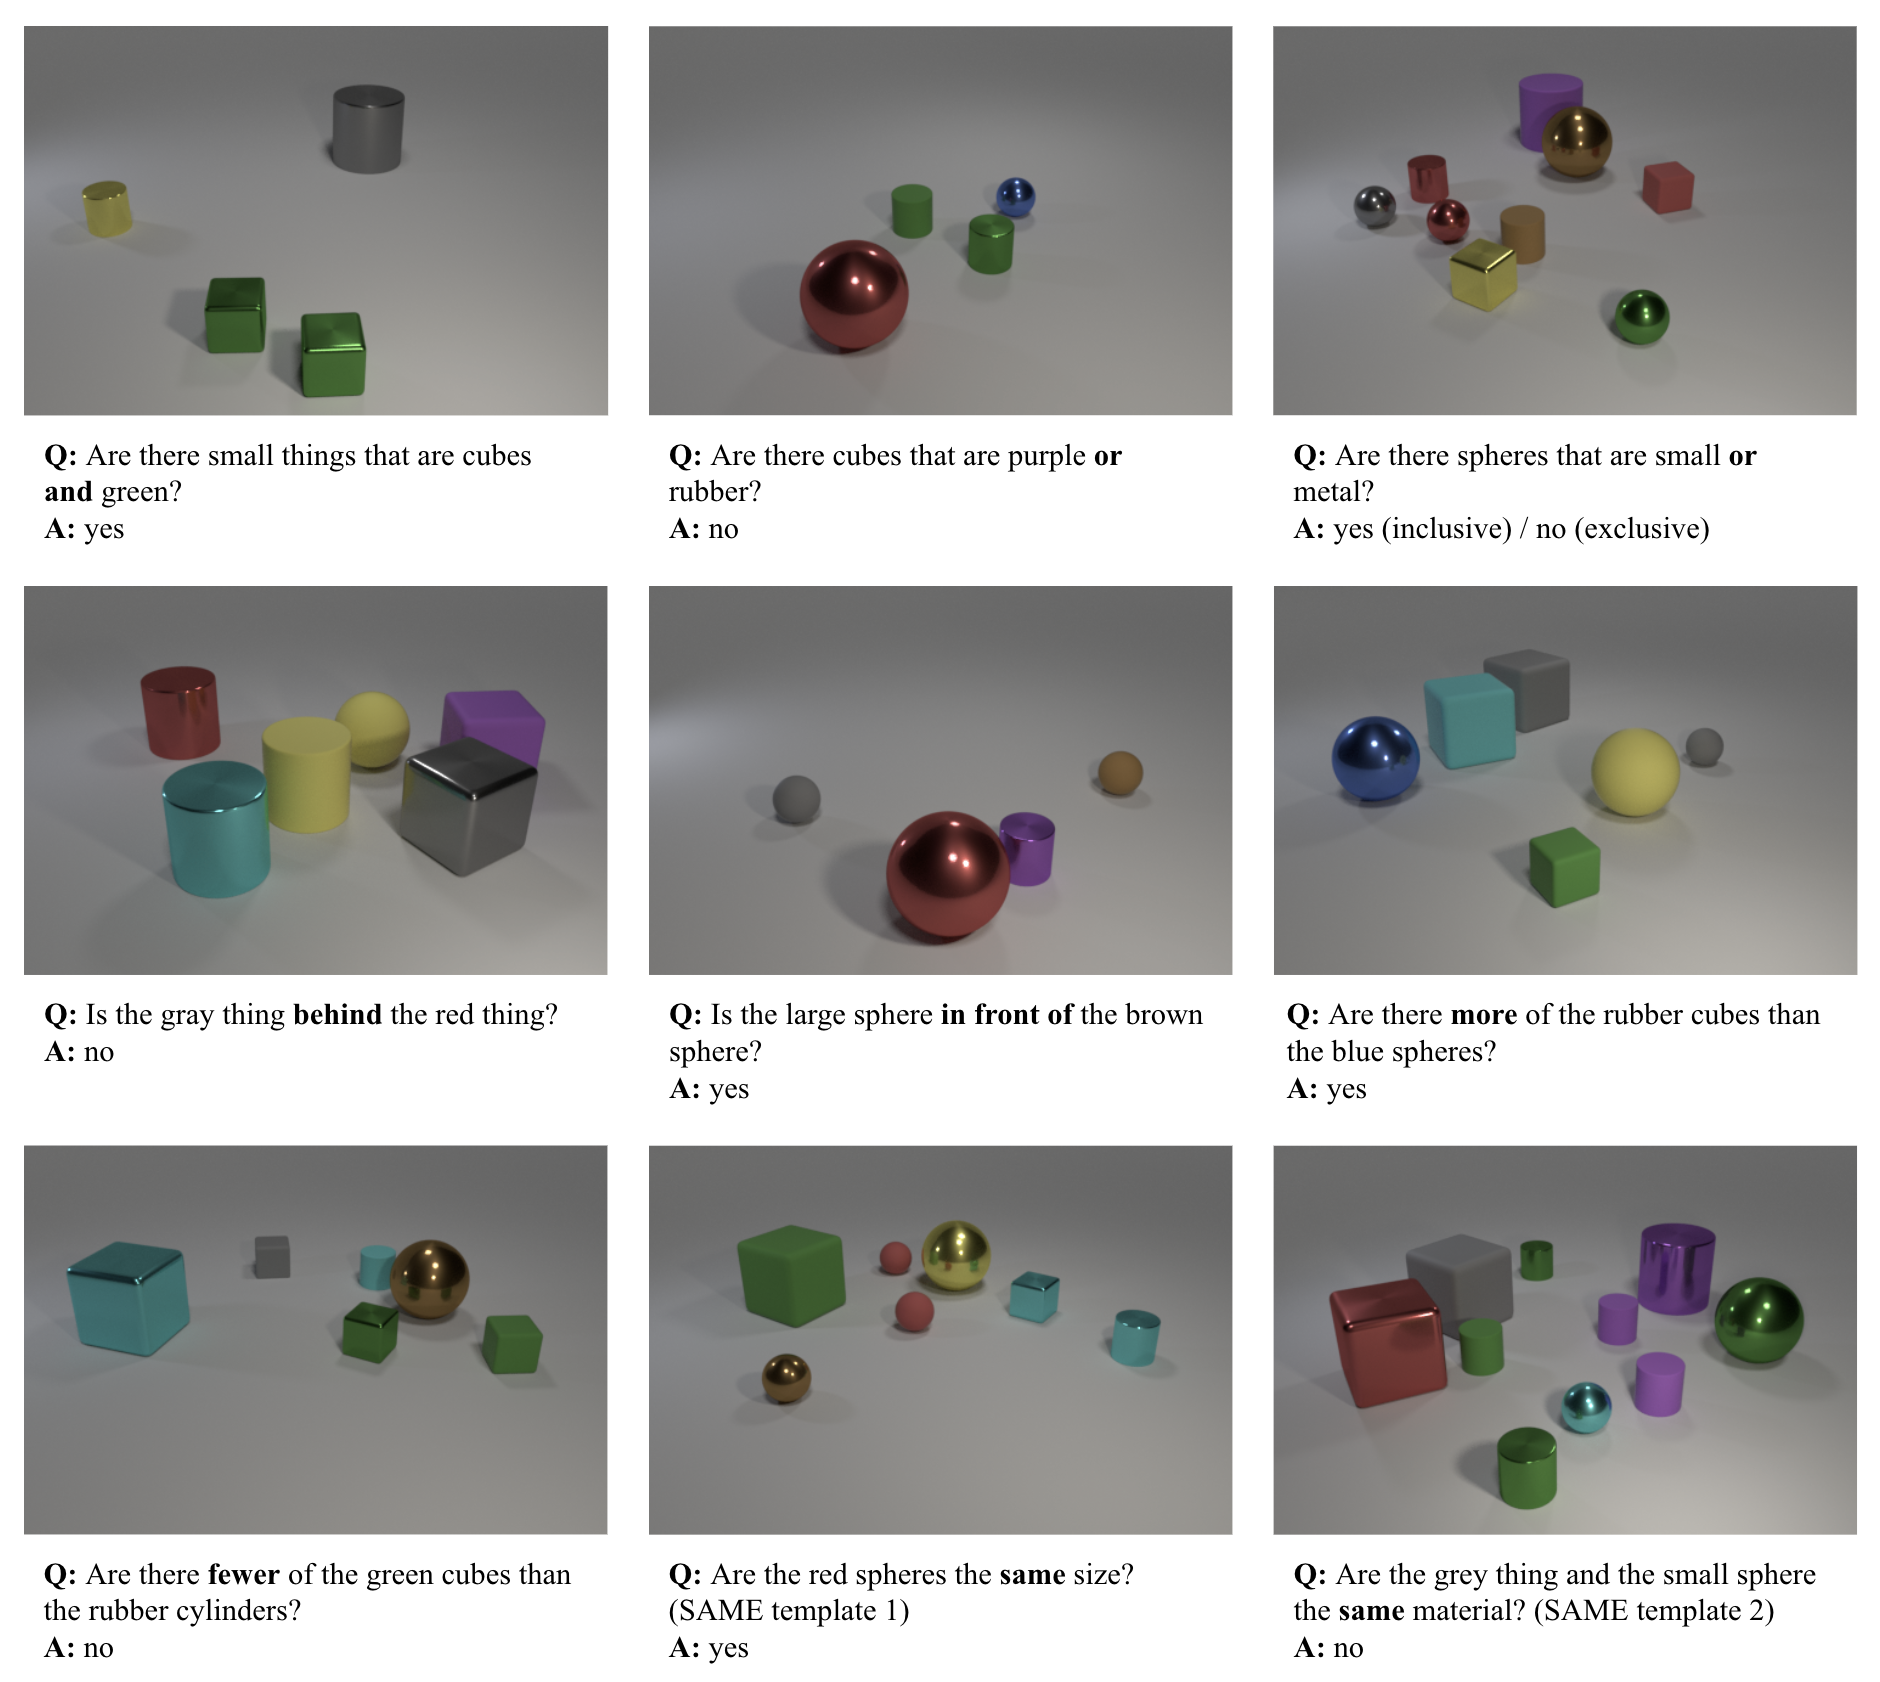 Q: Are there small things that are cubes
and green?
A: yes
Q: Are there cubes that are purple or
rubber?
A: no
Q: Are there spheres that are small or
metal?
A: yes (inclusive) / no (exclusive)
Q: Is the gray thing behind the red thing?
A: no
Q: Is the large sphere in front of the brown
sphere?
A: yes
Q: Are there more of the rubber cubes than
the blue spheres?
A: yes
Q: Are there fewer of the green cubes than
the rubber cylinders?
A: no
Q: Are the red spheres the same size?
(SAME template 1)
A: yes
Q: Are the grey thing and the small sphere
the same material? (SAME template 2)
A: no